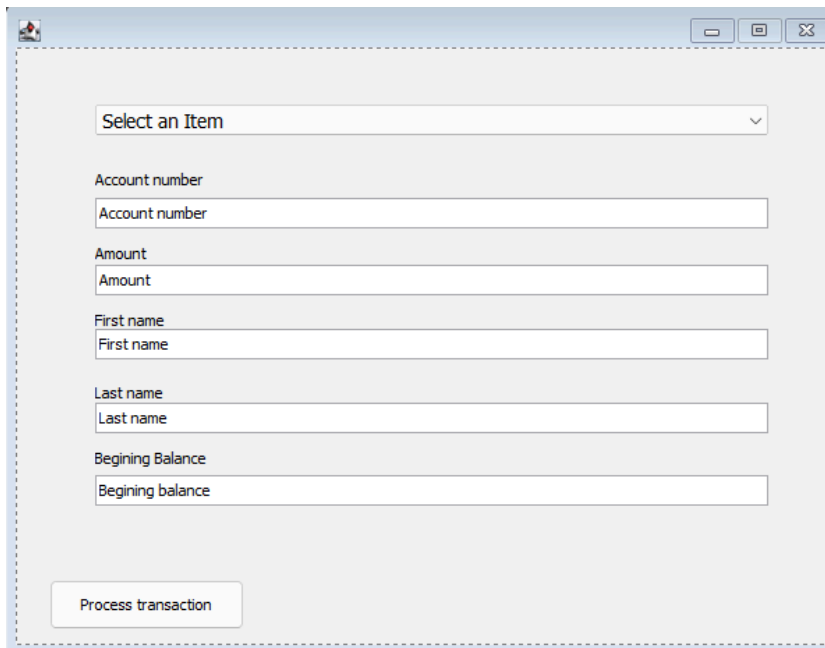 Select an Item
Account number
Account number
Amount
Amount
First name
First name
Last name
Last name
Begining Balance
Begining balance
Process transaction